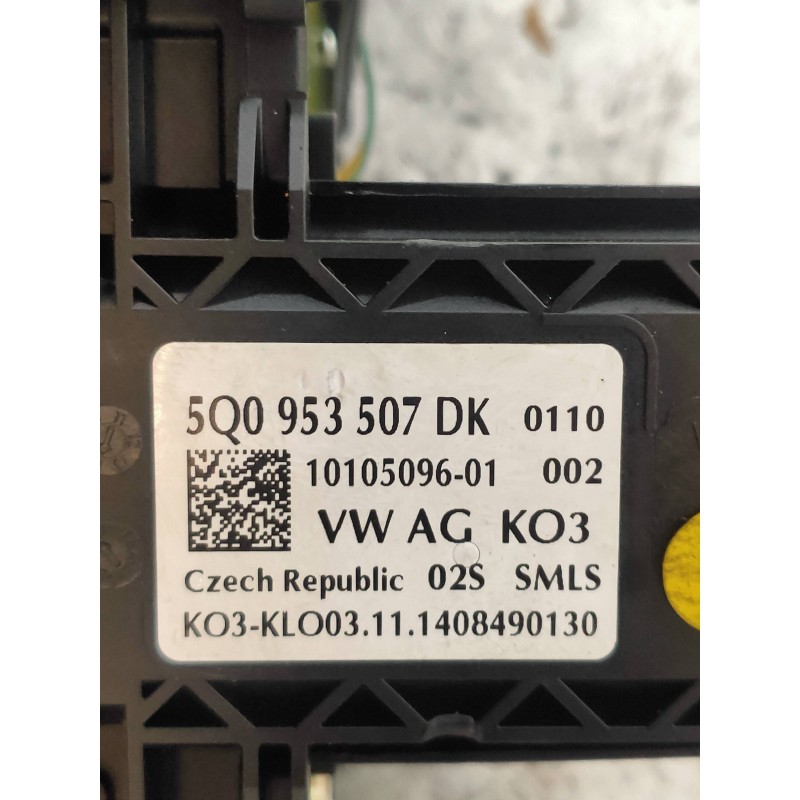 5Q0 953 507 DK 0110
10105096-01 002
VW AG KO3
Czech Republic 02S SMLS
KO3-KLO03.11.1408490130